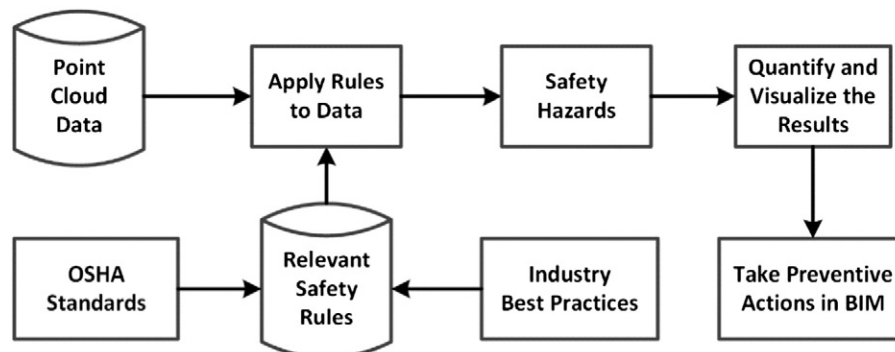 Point
Cloud
Data
Apply Rules
to Data
Safety
Hazards
Quantify and
Visualize the
Results
OSHA
Standards
Relevant
Safety
Rules
Industry
Best Practices
Take Preventive
Actions in BIM